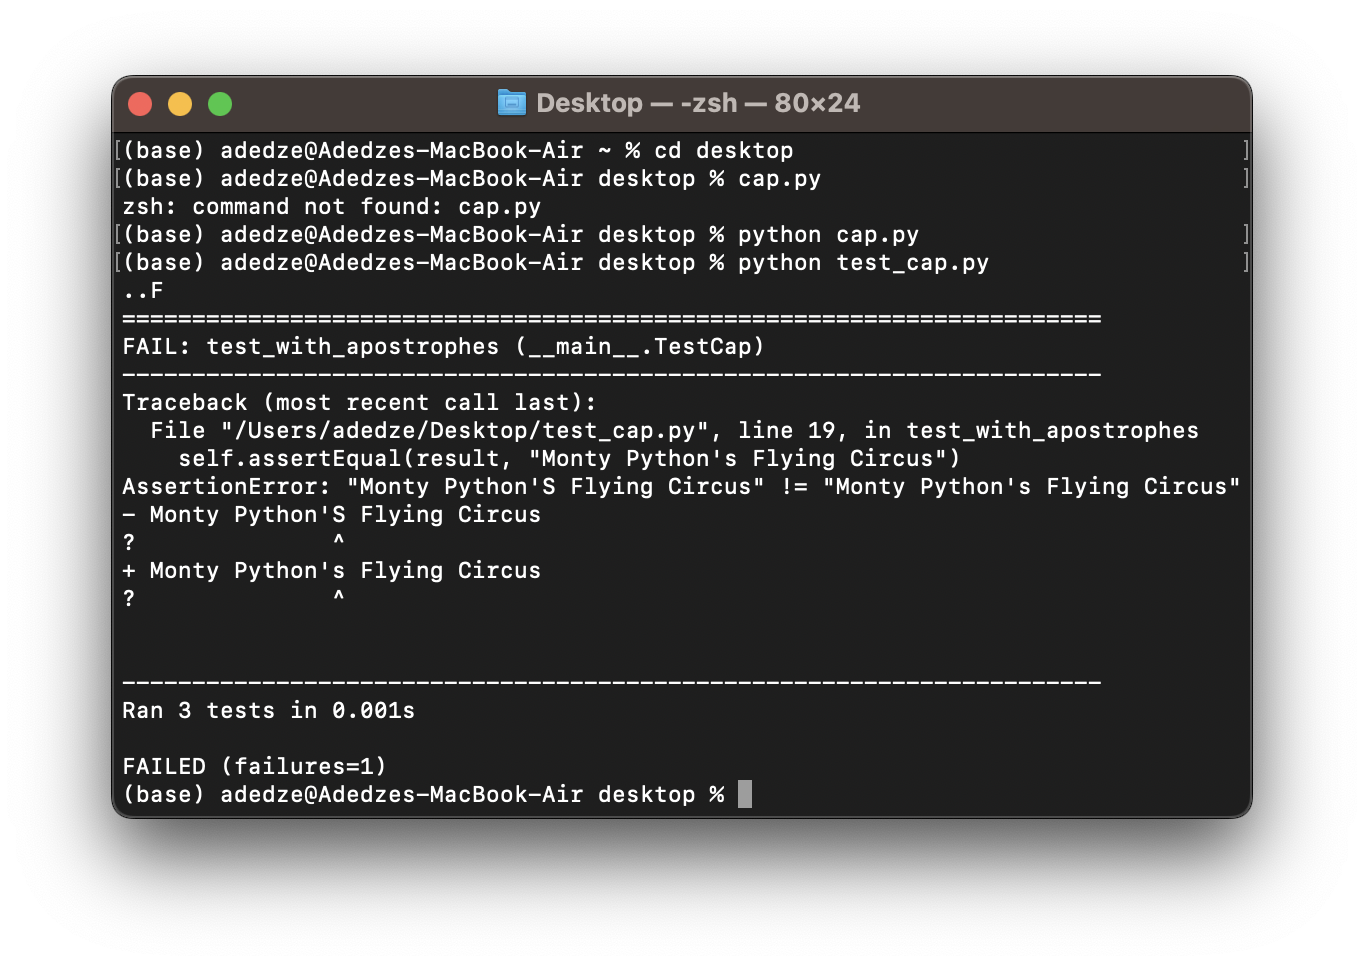 Desktop — -zsh — 80×24
[(base) adedze@Adedzes-MacBook-Air ~ % cd desktop ]
[(base) adedze@Adedzes-MacBook-Air desktop % cap.py ]
zsh: command not found: cap.py
[(base) adedze@Adedzes-MacBook-Air desktop % python cap.py ]
[(base) adedze@Adedzes-MacBook-Air desktop % python test_cap.py ]
..F
======================================================================
FAIL: test_with_apostrophes (__main__.TestCap)
----------------------------------------------------------------------
Traceback (most recent call last):
  File "/Users/adedze/Desktop/test_cap.py", line 19, in test_with_apostrophes
    self.assertEqual(result, "Monty Python's Flying Circus")
AssertionError: "Monty Python'S Flying Circus" != "Monty Python's Flying Circus"
- Monty Python'S Flying Circus
?              ^
+ Monty Python's Flying Circus
?              ^
----------------------------------------------------------------------
Ran 3 tests in 0.001s
FAILED (failures=1)
(base) adedze@Adedzes-MacBook-Air desktop %